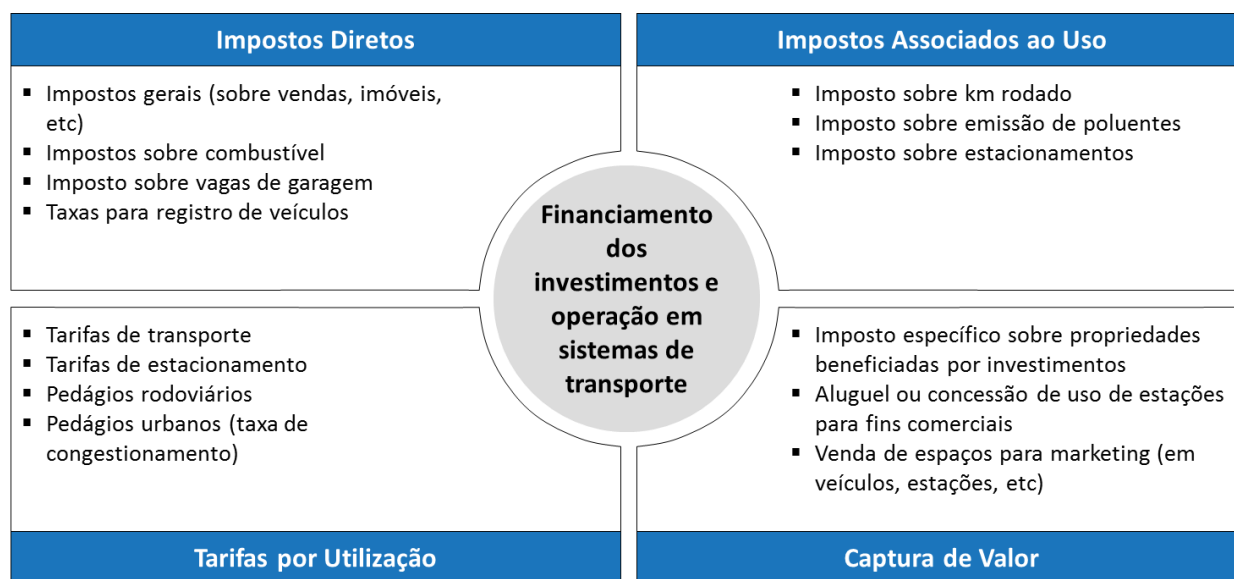 Impostos Diretos
▪ Impostos gerais (sobre vendas, imóveis,
etc)
▪ Impostos sobre combustível
▪ Imposto sobre vagas de garagem
▪ Taxas para registro de veículos
Impostos Associados ao Uso
▪ Imposto sobre km rodado
▪ Imposto sobre emissão de poluentes
▪ Imposto sobre estacionamentos
Financiamento
dos
investimentos e
operação em
sistemas de
transporte
▪ Tarifas de transporte
▪ Tarifas de estacionamento
▪ Pedágios rodoviários
▪ Pedágios urbanos (taxa de
congestionamento)
Tarifas por Utilização
▪ Imposto específico sobre propriedades
beneficiadas por investimentos
▪ Aluguel ou concessão de uso de estações
para fins comerciais
▪ Venda de espaços para marketing (em
veículos, estações, etc)
Captura de Valor